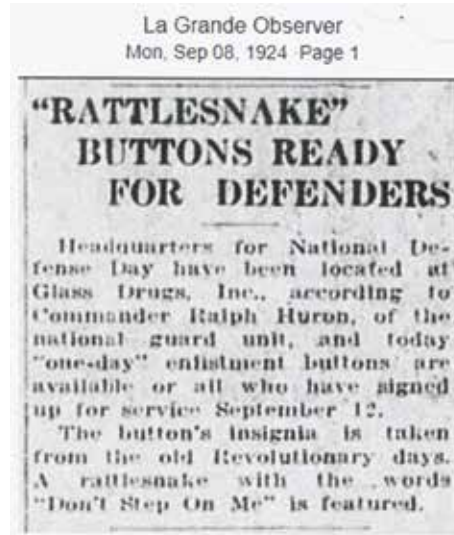 La Grande Observer
Mon, Sep 08, 1924 Page 1
“RATTLESNAKE”
BUTTONS READY
FOR DEFENDERS
Headquarters for National De-
fense Day have been located at
Glass Drugs, Inc., according to
Commander Ralph Huron, of the
national guard unit, and today
“one-day” enlistment buttons are
available or all who have signed
up for service September 12.
The button's insignia is taken
from the old Revolutionary days.
A rattlesnake with the words
“Don't Step On Me” is featured.